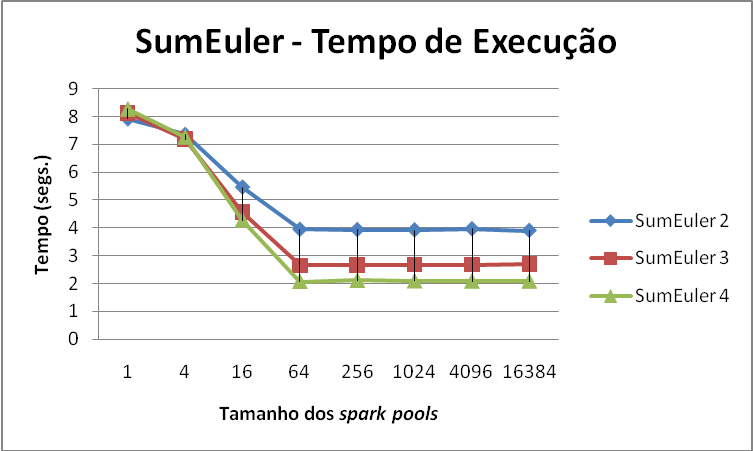 SumEuler - Tempo de Execução
Tempo (segs.)
9
8
7
6
5
4
3
2
1
0
1 4 16 64 256 1024 4096 16384
Tamanho dos spark pools
SumEuler 2
SumEuler 3
SumEuler 4